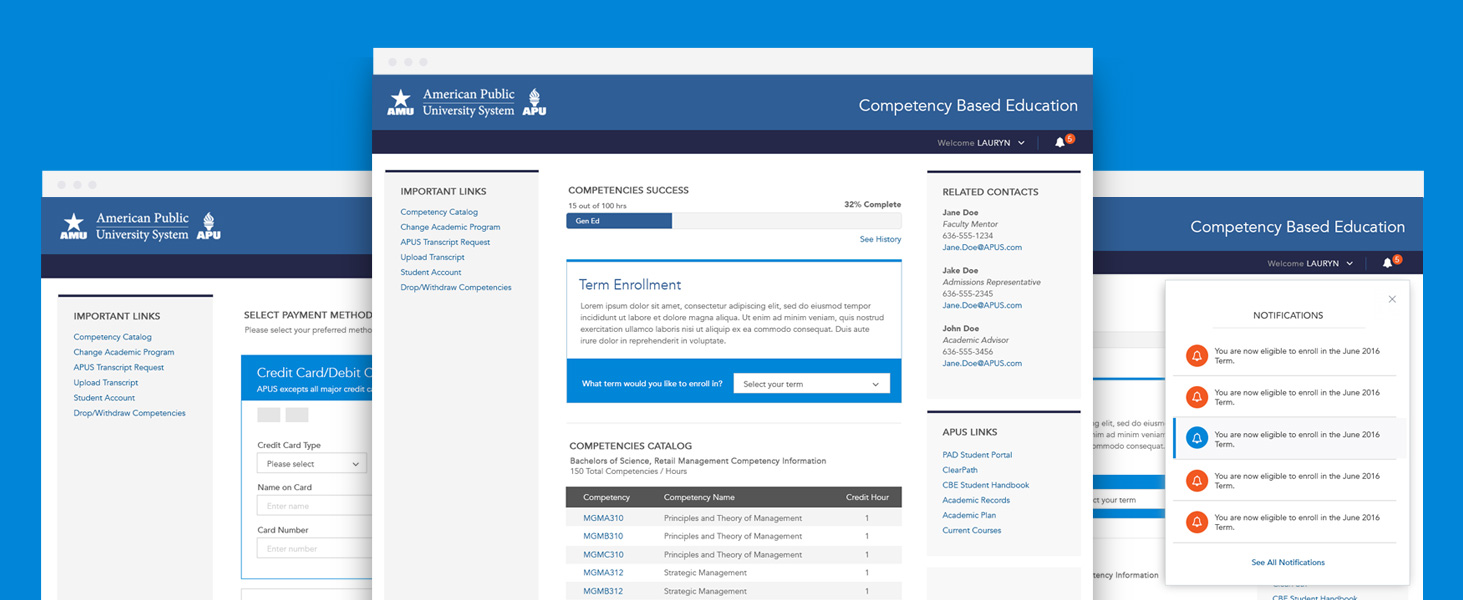 AMU
American Public
University System
APU
Competency Based Education
Welcome LAURYN
5
IMPORTANT LINKS
Competency Catalog
Change Academic Program
APUS Transcript Request
Upload Transcript
Student Account
Drop/Withdraw Competencies
COMPETENCIES SUCCESS
15 out of 100 hrs
32% Complete
Gen Ed
See History
Term Enrollment
Lorem ipsum dolor sit amet, consectetur adipiscing elit, sed do eiusmod tempor
incididunt ut labore et dolore magna aliqua. Ut enim ad minim veniam, quis nostrud
exercitation ullamco laboris nisi ut aliquip ex ea commodo consequat. Duis aute
irure dolor in reprehenderit in voluptate.
What term would you like to enroll in?
Select your term
COMPETENCIES CATALOG
Bachelors of Science, Retail Management Competency Information
150 Total Competencies / Hours
Competency Competency Name Credit Hour
MGMA310 Principles and Theory of Management 1
MGMB310 Principles and Theory of Management 1
MGMC310 Principles and Theory of Management 1
MGMA312 Strategic Management 1
MGMB312 Strategic Management 1
RELATED CONTACTS
Jane Doe
Faculty Mentor
636-555-1234
Jane.Doe@APUS.com
Jake Doe
Admissions Representative
636-555-2345
Jane.Doe@APUS.com
John Doe
Academic Advisor
636-555-3456
Jane.Doe@APUS.com
APUS LINKS
PAD Student Portal
ClearPath
CBE Student Handbook
Academic Records
Academic Plan
Current Courses
AMU
American Public
University System
APU
IMPORTANT LINKS
Competency Catalog
Change Academic Program
APUS Transcript Request
Upload Transcript
Student Account
Drop/Withdraw Competencies
SELECT PAYMENT METHOD
Please select your preferred metho
Credit Card/Debit C
APUS excepts all major credit ca
Credit Card Type
Please select
Name on Card
Enter name
Card Number
Enter number
Competency Based Education
Welcome LAURYN
5
ng elit, sed do eiusm
nim ad minim veniam
ommodo consequat.
ct your term
tency Information
NOTIFICATIONS
You are now eligible to enroll in the June 2016
Term.
You are now eligible to enroll in the June 2016
Term.
You are now eligible to enroll in the June 2016
Term.
You are now eligible to enroll in the June 2016
Term.
You are now eligible to enroll in the June 2016
Term.
See All Notifications
CBE Student Handbook